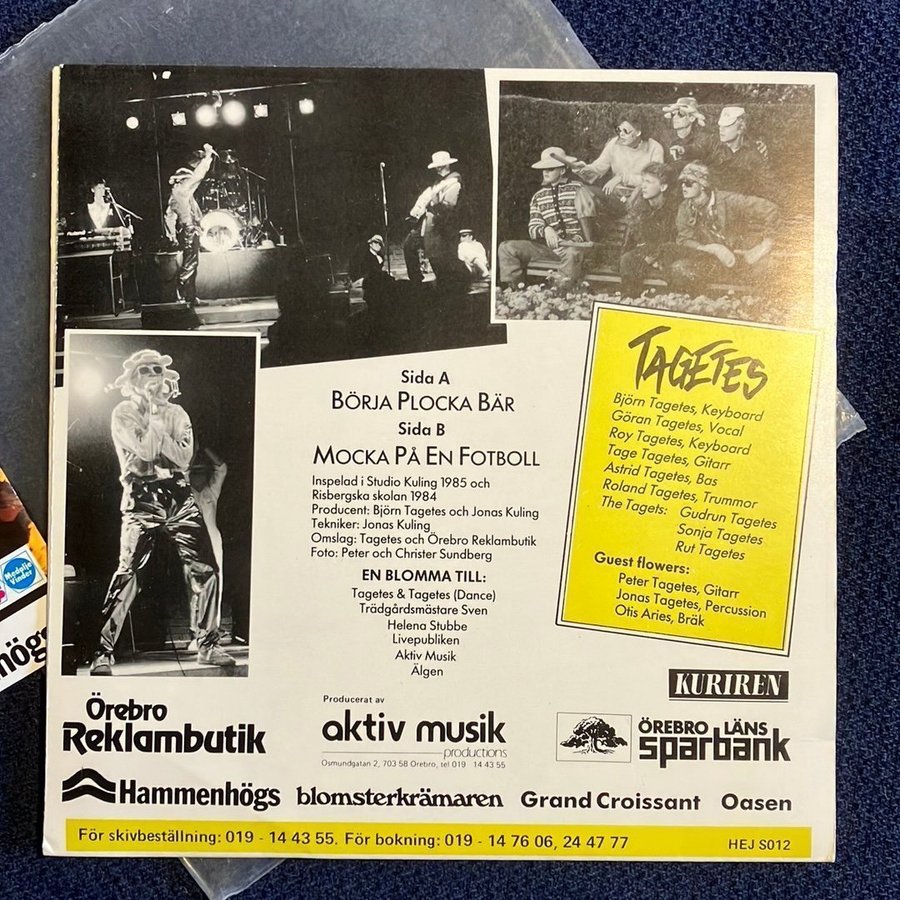 Sida A
BÖRJA PLOCKA BÄR
Sida B
MOCKA PÅ EN FOTBOLL
Inspelad i Studio Kuling 1985 och
Risbergska skolan 1984
Producent: Björn Tagetes och Jonas Kuling
Tekniker: Jonas Kuling
Omslag: Tagetes och Örebro Reklambutik
Foto: Peter och Christer Sundberg
EN BLOMMA TILL:
Tagetes & Tagetes (Dance)
Trädgårdsmästare Sven
Helena Stubbe
Livepubliken
Aktiv Musik
Älgen
TAGETES
Björn Tagetes, Keyboard
Göran Tagetes, Vocal
Roy Tagetes, Keyboard
Tage Tagetes, Gitarr
Astrid Tagetes, Bas
Roland Tagetes, Trummor
The Tagets: Gudrun Tagetes
Sonja Tagetes
Rut Tagetes
Guest flowers:
Peter Tagetes, Gitarr
Jonas Tagetes, Percussion
Otis Aries, Bräk
KURIREN
Örebro
Reklambutik
Producerat av
aktiv musik
productions
Osmundgatan 2, 703 58 Örebro, tel 019 14 43 55
ÖREBRO LÄNS
sparbank
Hammenhögs
blomsterkrämaren
Grand Croissant
Oasen
För skivbeställning: 019 - 14 43 55. För bokning: 019 - 14 76 06, 24 47 77
HEJ S012
Medalje
Vinder